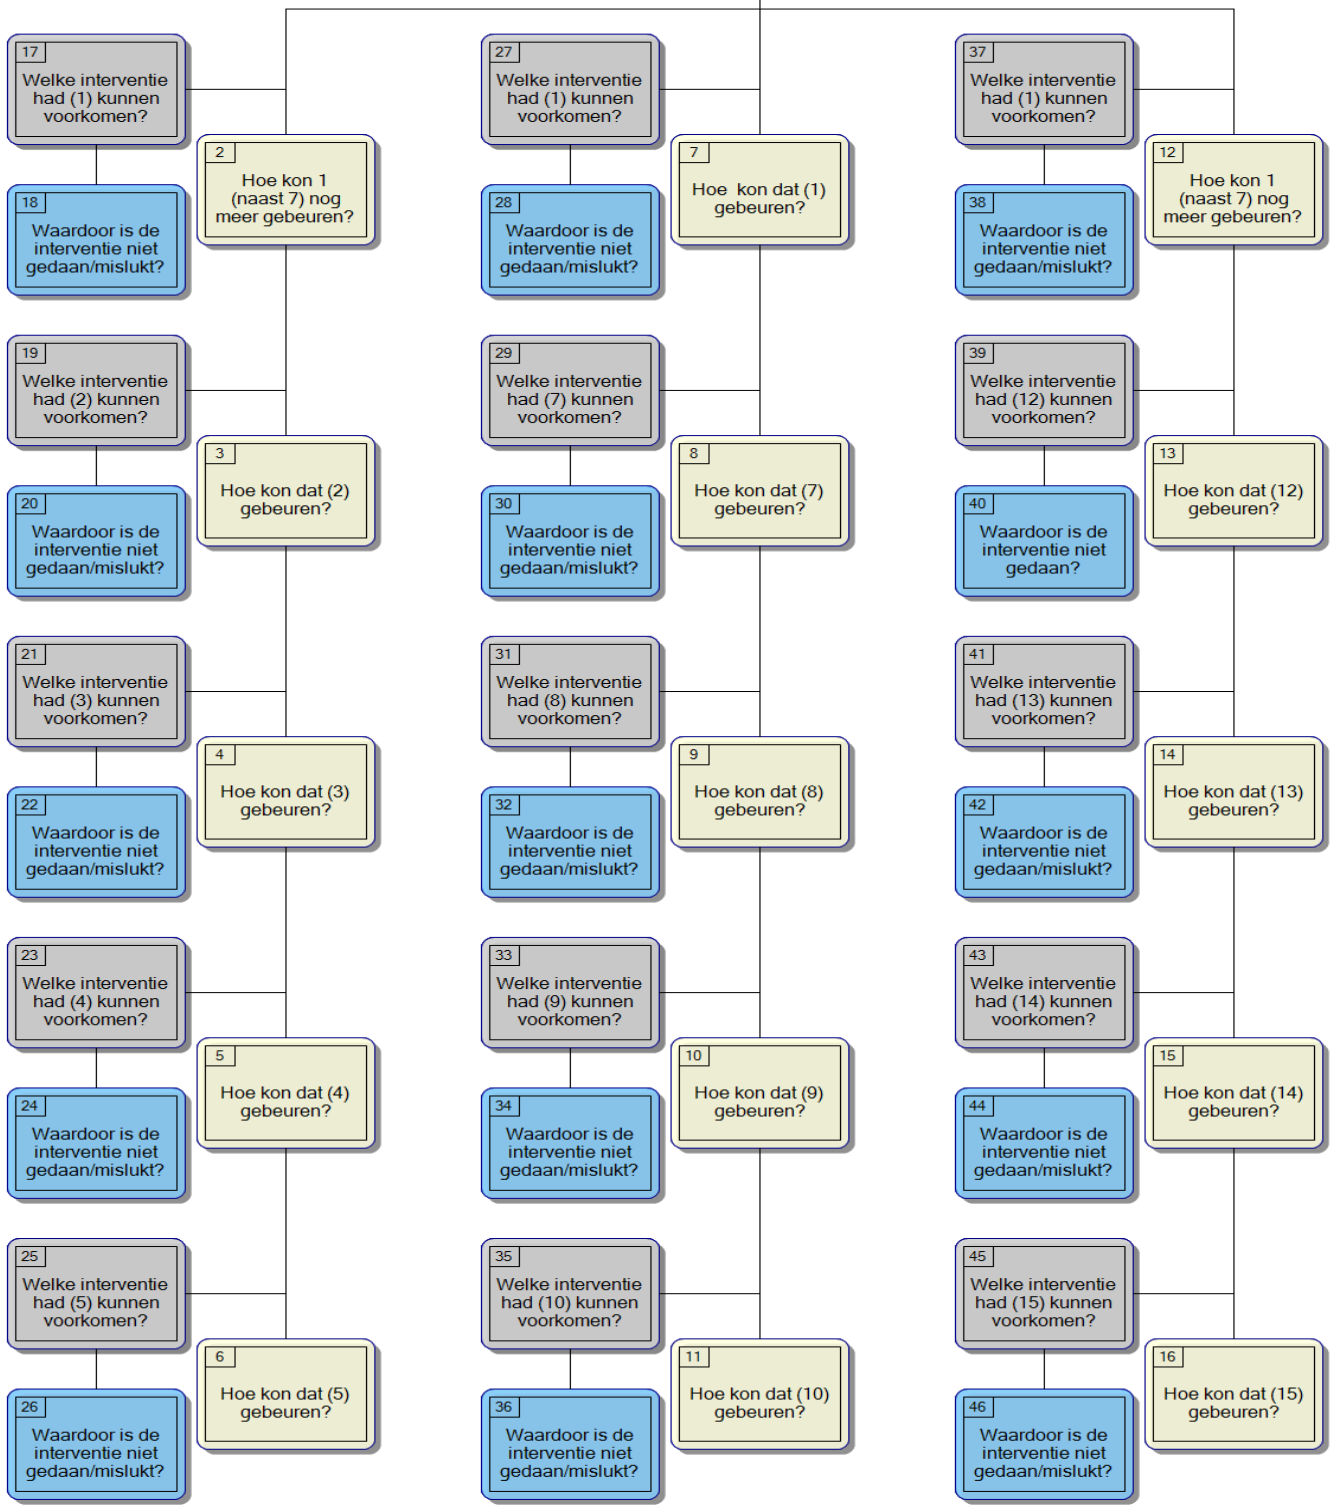 17
Welke interventie
had (1) kunnen
voorkomen?
2
Hoe kon 1
(naast 7) nog
meer gebeuren?
18
Waardoor is de
interventie niet
gedaan/mislukt?
19
Welke interventie
had (2) kunnen
voorkomen?
3
Hoe kon dat (2)
gebeuren?
20
Waardoor is de
interventie niet
gedaan/mislukt?
21
Welke interventie
had (3) kunnen
voorkomen?
4
Hoe kon dat (3)
gebeuren?
22
Waardoor is de
interventie niet
gedaan/mislukt?
23
Welke interventie
had (4) kunnen
voorkomen?
5
Hoe kon dat (4)
gebeuren?
24
Waardoor is de
interventie niet
gedaan/mislukt?
25
Welke interventie
had (5) kunnen
voorkomen?
6
Hoe kon dat (5)
gebeuren?
26
Waardoor is de
interventie niet
gedaan/mislukt?
27
Welke interventie
had (1) kunnen
voorkomen?
7
Hoe kon dat (1)
gebeuren?
28
Waardoor is de
interventie niet
gedaan/mislukt?
29
Welke interventie
had (7) kunnen
voorkomen?
8
Hoe kon dat (7)
gebeuren?
30
Waardoor is de
interventie niet
gedaan/mislukt?
31
Welke interventie
had (8) kunnen
voorkomen?
9
Hoe kon dat (8)
gebeuren?
32
Waardoor is de
interventie niet
gedaan/mislukt?
33
Welke interventie
had (9) kunnen
voorkomen?
10
Hoe kon dat (9)
gebeuren?
34
Waardoor is de
interventie niet
gedaan/mislukt?
35
Welke interventie
had (10) kunnen
voorkomen?
11
Hoe kon dat (10)
gebeuren?
36
Waardoor is de
interventie niet
gedaan/mislukt?
37
Welke interventie
had (1) kunnen
voorkomen?
12
Hoe kon 1
(naast 7) nog
meer gebeuren?
38
Waardoor is de
interventie niet
gedaan/mislukt?
39
Welke interventie
had (12) kunnen
voorkomen?
13
Hoe kon dat (12)
gebeuren?
40
Waardoor is de
interventie niet
gedaan?
41
Welke interventie
had (13) kunnen
voorkomen?
14
Hoe kon dat (13)
gebeuren?
42
Waardoor is de
interventie niet
gedaan/mislukt?
43
Welke interventie
had (14) kunnen
voorkomen?
15
Hoe kon dat (14)
gebeuren?
44
Waardoor is de
interventie niet
gedaan/mislukt?
45
Welke interventie
had (15) kunnen
voorkomen?
16
Hoe kon dat (15)
gebeuren?
46
Waardoor is de
interventie niet
gedaan/mislukt?